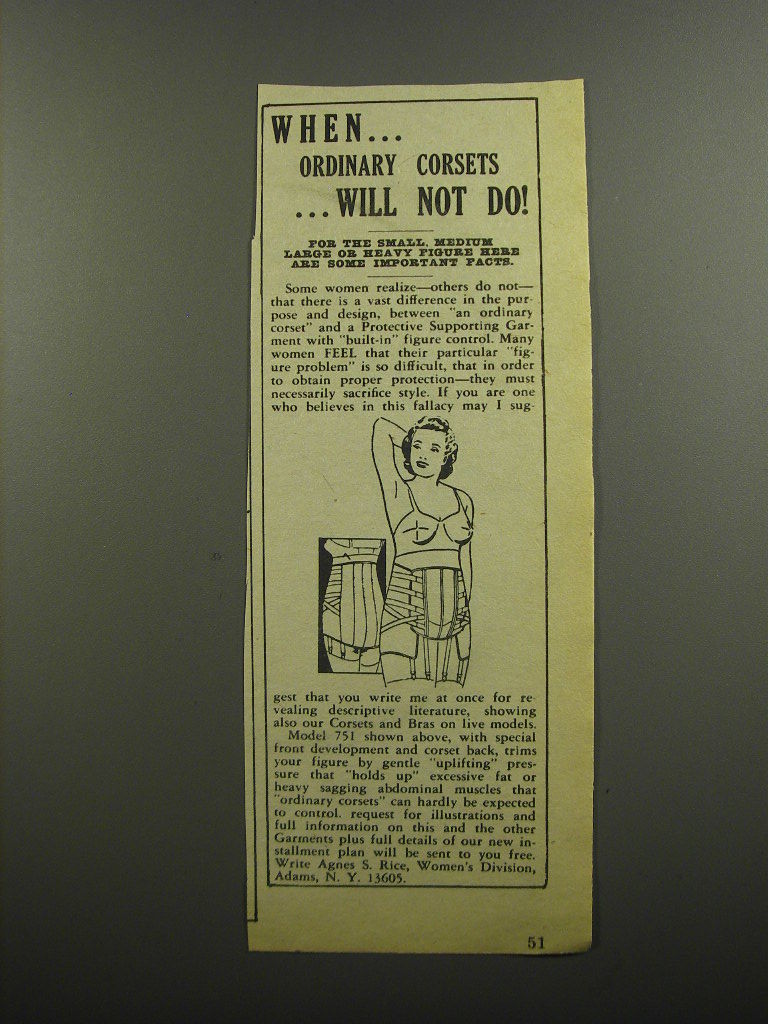 WHEN...
ORDINARY CORSETS
...WILL NOT DO!
FOR THE SMALL, MEDIUM
LARGE OR HEAVY FIGURE HERE
ARE SOME IMPORTANT FACTS.
Some women realize—others do not—
that there is a vast difference in the pur-
pose and design, between "an ordinary
corset" and a Protective Supporting Gar-
ment with "built-in" figure control. Many
women FEEL that their particular "fig-
ure problem" is so difficult, that in order
to obtain proper protection—they must
necessarily sacrifice style. If you are one
who believes in this fallacy may I sug-
gest that you write me at once for re-
vealing descriptive literature, showing
also our Corsets and Bras on live models.
Model 751 shown above, with special
front development and corset back, trims
your figure by gentle "uplifting" pres-
sure that "holds up" excessive fat or
heavy sagging abdominal muscles that
"ordinary corsets" can hardly be expected
to control. request for illustrations and
full information on this and the other
Garments plus full details of our new in-
stallment plan will be sent to you free.
Write Agnes S. Rice, Women's Division,
Adams, N. Y. 13605.
51